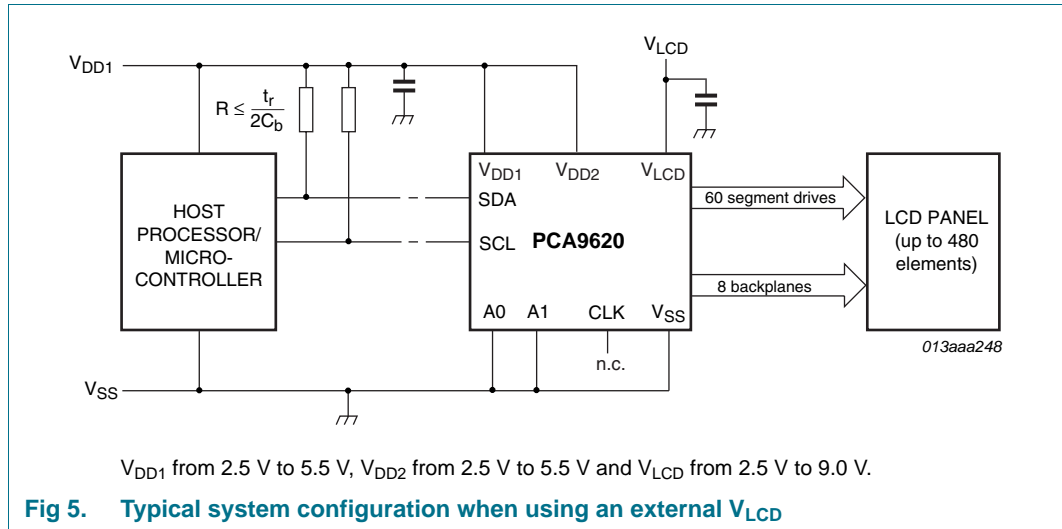 VDD1
VLCD
R ≤ tr
2Cb
VDD1
VDD2
VLCD
SDA
SCL
PCA9620
A0
A1
CLK
VSS
HOST
PROCESSOR/
MICRO-
CONTROLLER
60 segment drives
8 backplanes
LCD PANEL
(up to 480
elements)
n.c.
VSS
013aaa248
VDD1 from 2.5 V to 5.5 V, VDD2 from 2.5 V to 5.5 V and VLCD from 2.5 V to 9.0 V.
Fig 5. Typical system configuration when using an external VLCD